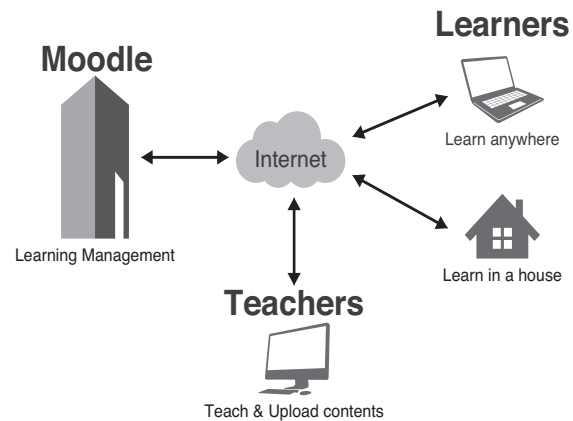 Learners
Moodle
Learn anywhere
Internet
Learning Management
Learn in a house
Teachers
Teach & Upload contents